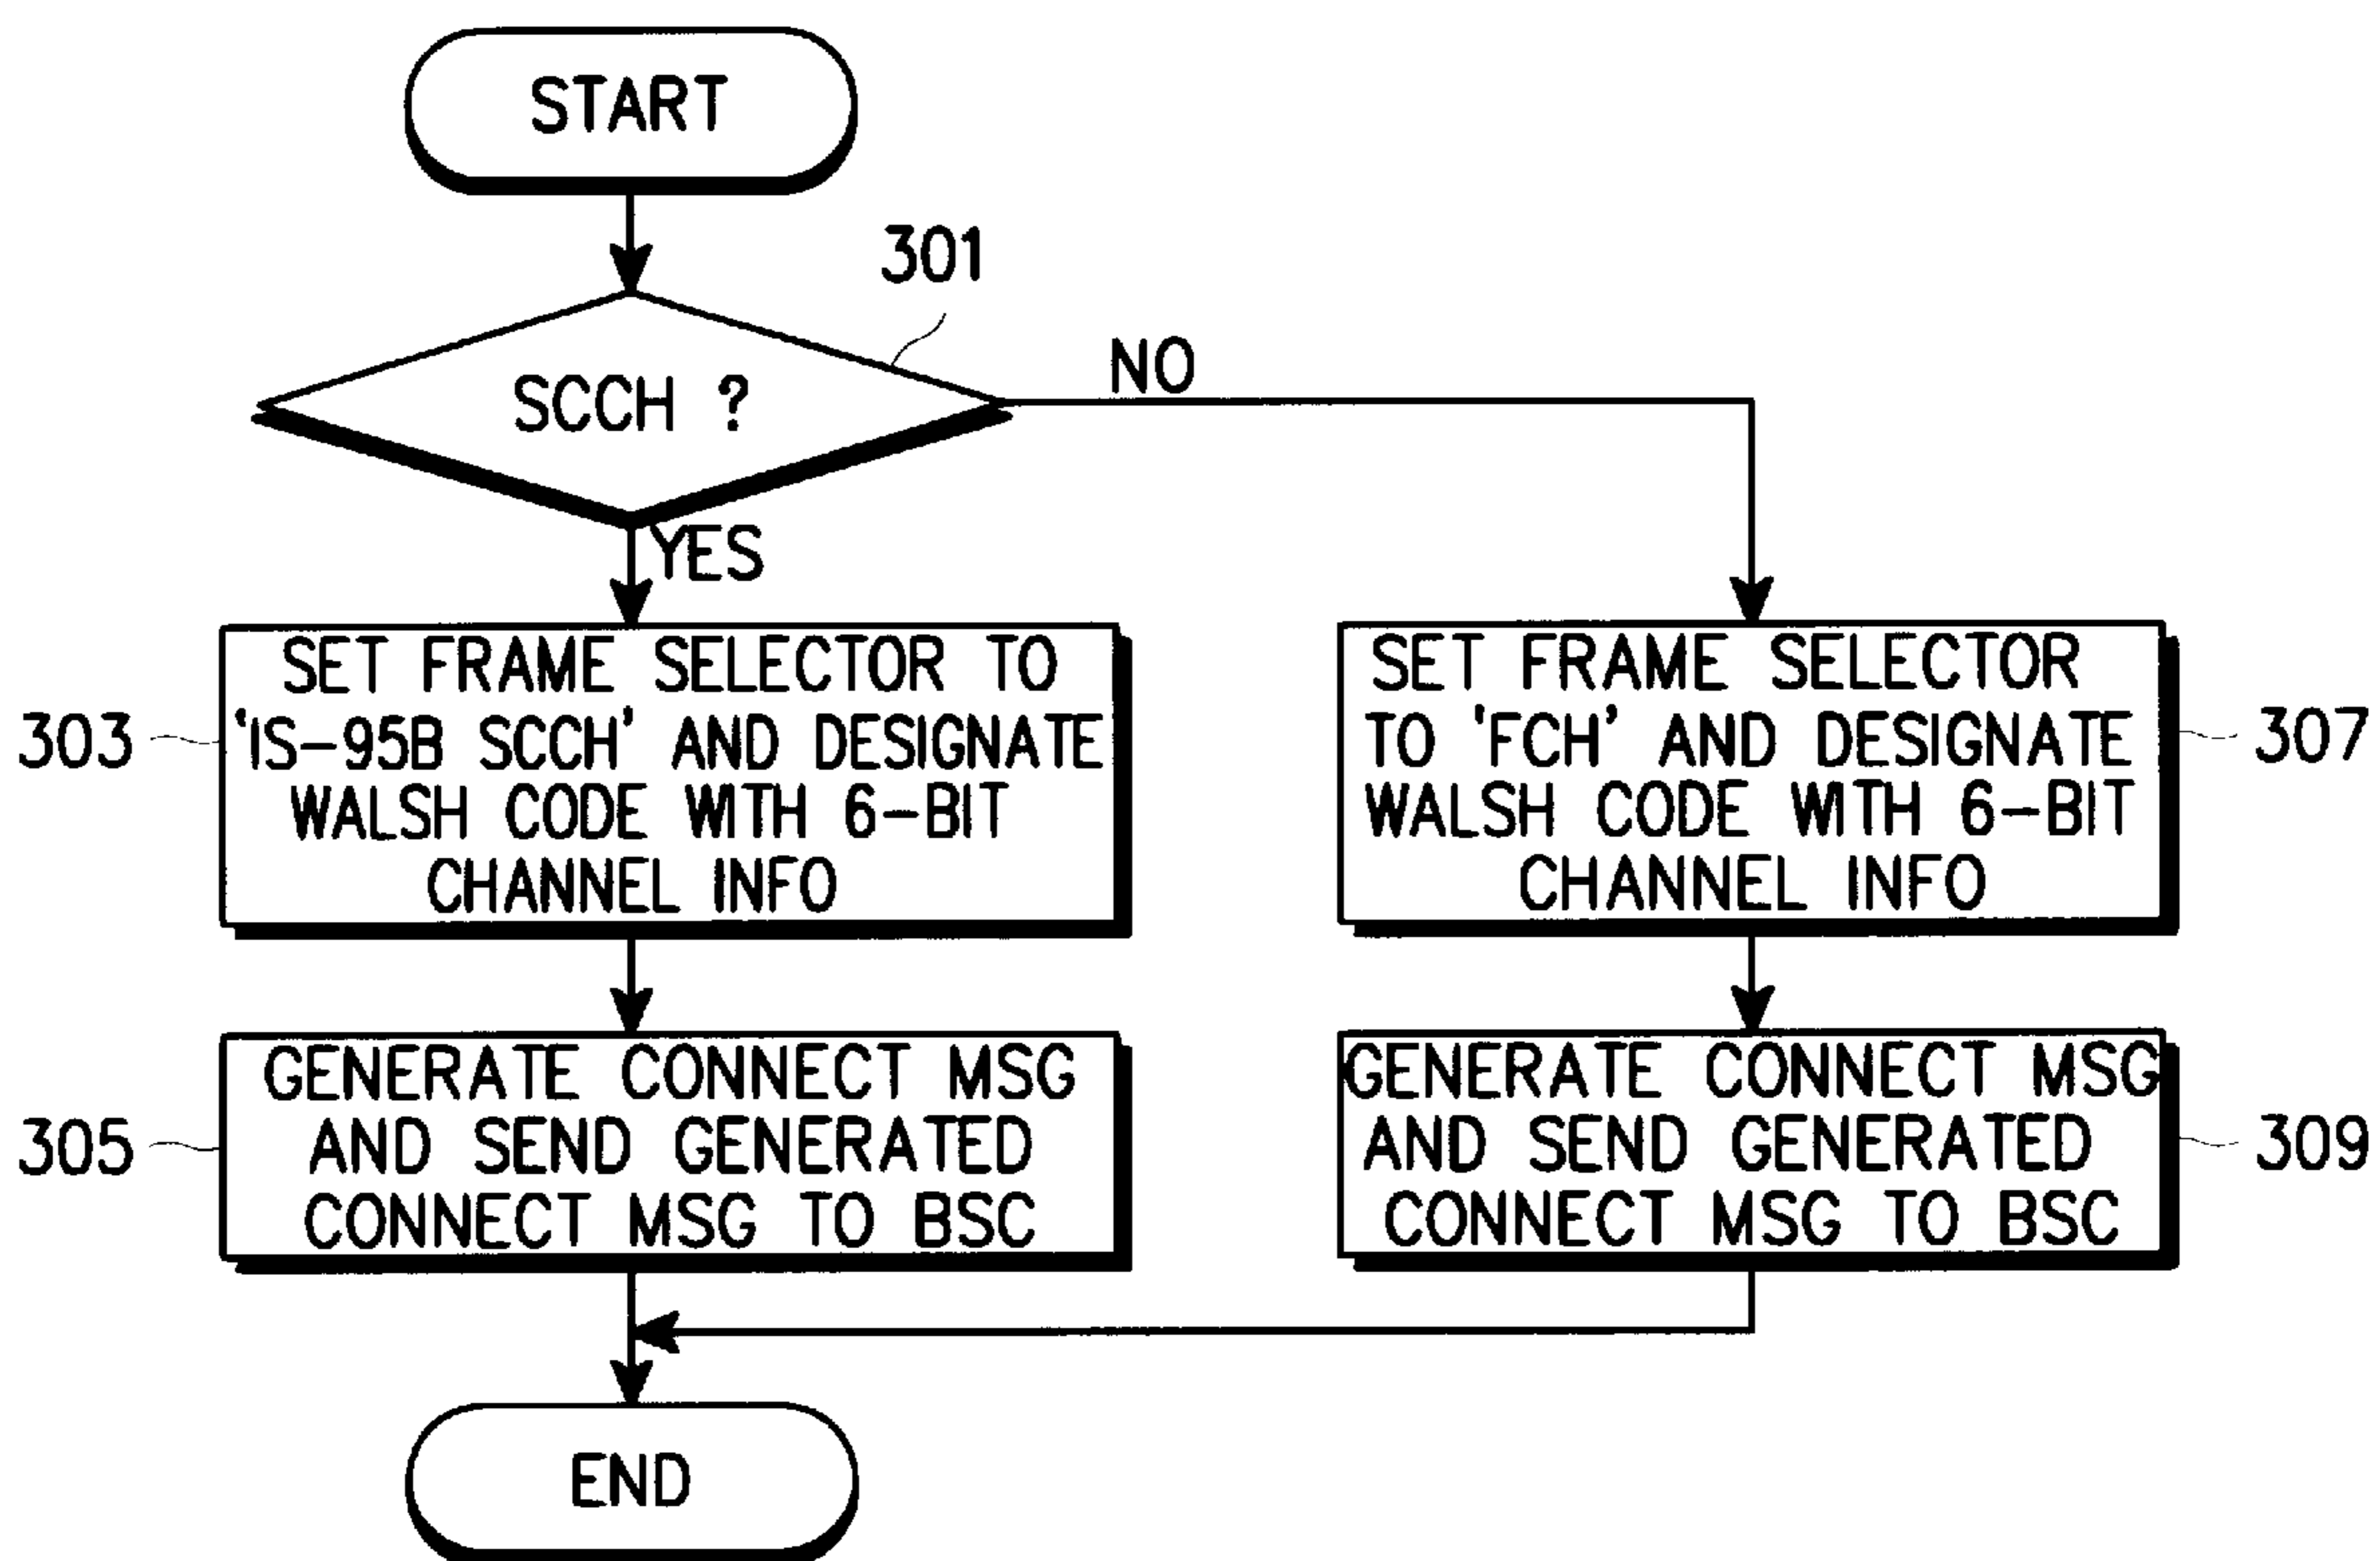 START
301
SCCH ?
NO
YES
303
SET FRAME SELECTOR TO
'IS-95B SCCH' AND DESIGNATE
WALSH CODE WITH 6-BIT
CHANNEL INFO
SET FRAME SELECTOR
TO 'FCH' AND DESIGNATE
WALSH CODE WITH 6-BIT
CHANNEL INFO
307
305
GENERATE CONNECT MSG
AND SEND GENERATED
CONNECT MSG TO BSC
GENERATE CONNECT MSG
AND SEND GENERATED
CONNECT MSG TO BSC
309
END